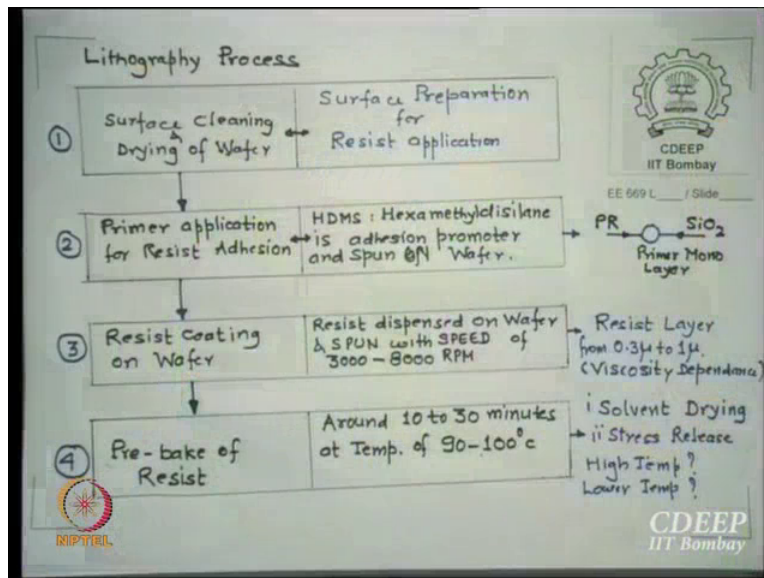 Lithography Process
① Surface Cleaning & Drying of Wafer
Surface Preparation
for
Resist application
CDEEP
IIT Bombay
EE 669 L___ / Slide___
② Primer application
for Resist Adhesion
HDMS : Hexamethyldisilane
is adhesion promoter
and Spun ON Wafer.
PR SiO2
Primer Mono
Layer
③ Resist Coating
on Wafer
Resist dispensed on Wafer
& SPUN with SPEED of
3000 - 8000 RPM
Resist Layer
from 0.3μ to 1μ.
(Viscosity Dependance)
④ Pre-bake of
Resist
Around 10 to 30 minutes
at Temp. of 90-100°c
i Solvent Drying
ii Stress Release
High Temp?
Lower Temp?
NPTEL
CDEEP
IIT Bombay